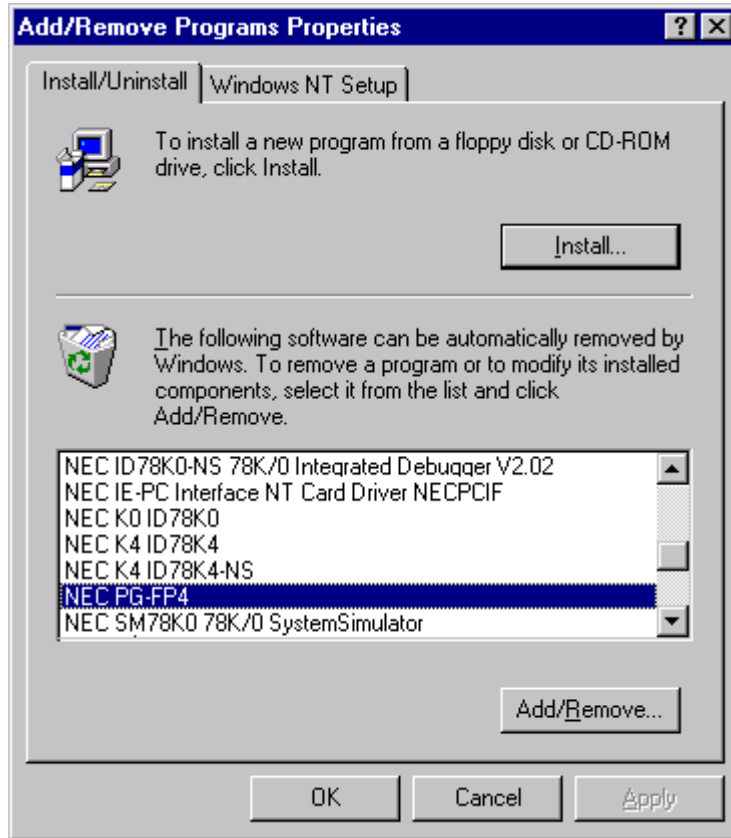 Add/Remove Programs Properties
Install/Uninstall
Windows NT Setup
To install a new program from a floppy disk or CD-ROM
drive, click Install.
Install...
The following software can be automatically removed by
Windows. To remove a program or to modify its installed
components, select it from the list and click
Add/Remove.
NEC ID78K0-NS 78K/0 Integrated Debugger V2.02
NEC IE-PC Interface NT Card Driver NECPCIF
NEC K0 ID78K0
NEC K4 ID78K4
NEC K4 ID78K4-NS
NEC PG-FP4
NEC SM78K0 78K/0 SystemSimulator
Add/Remove...
OK
Cancel
Apply